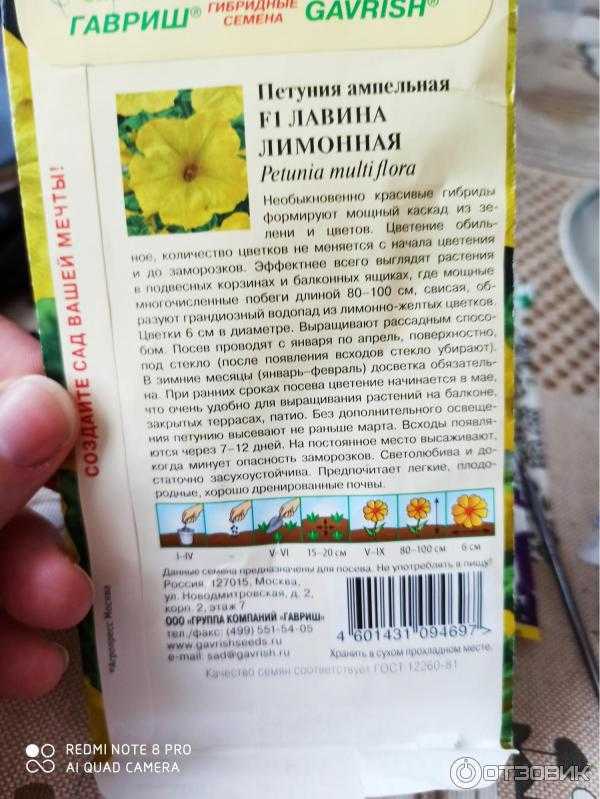 ГАВРИШ®
ГИБРИДНЫЕ
СЕМЕНА
GAVRISH®
Петуния ампельная
F1 ЛАВИНА
ЛИМОННАЯ
Petunia multiflora
Необыкновенно красивые гибриды
формируют мощный каскад из зе-
лени и цветов. Цветение обиль-
ное, количество цветков не меняется с начала цветения
и до заморозков. Эффектнее всего выглядят растения
в подвесных корзинах и балконных ящиках, где мощные
многочисленные побеги длиной 80–100 см, свисая, об-
разуют грандиозный водопад из лимонно-желтых цветков.
Цветки 6 см в диаметре. Выращивают рассадным спосо-
бом. Посев проводят с января по апрель, поверхностно,
под стекло (после появления всходов стекло убирают).
В зимние месяцы (январь–февраль) досветка обязатель-
на. При ранних сроках посева цветение начинается в мае,
что очень удобно для выращивания растений на балконе,
закрытых террасах, патио. Без дополнительного освеще-
ния петунию высевают не раньше марта. Всходы появля-
ются через 7–12 дней. На постоянное место высаживают,
когда минует опасность заморозков. Светолюбива и до-
статочно засухоустойчива. Предпочитает легкие, плодо-
родные, хорошо дренированные почвы.
I–IV – V–VI 15–20 см V–IX 80–100 см 6 см
Данные семена предназначены для посева. Не употреблять в пищу!
Россия, 127015, Москва,
ул. Новодмитровская, д. 2,
корп. 2, этаж 7
ООО «ГРУППА КОМПАНИЙ «ГАВРИШ»
тел./факс: (499) 551-54-05
www.gavrishseeds.ru
e-mail: sad@gavrish.ru
4 601431 094697 >
Хранить в сухом прохладном месте.
Качество семян соответствует ГОСТ 12260-81
СОЗДАЙТЕ САД ВАШЕЙ МЕЧТЫ!
®Агропресс Москва
REDMI NOTE 8 PRO
AI QUAD CAMERA
ОТЗОВИК